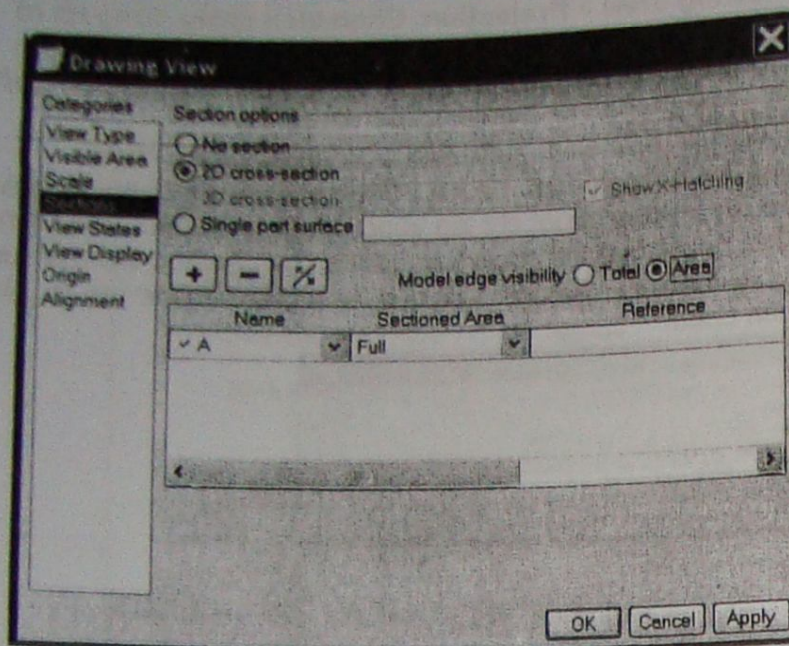 Drawing View
Categories
View Type
Visible Area
Scale
Sections
View States
View Display
Origin
Alignment
Section options
No section
2D cross-section
3D cross-section
Single part surface
Show X-Hatching
Model edge visibility Total Area
Name Sectioned Area Reference
A Full
OK Cancel Apply